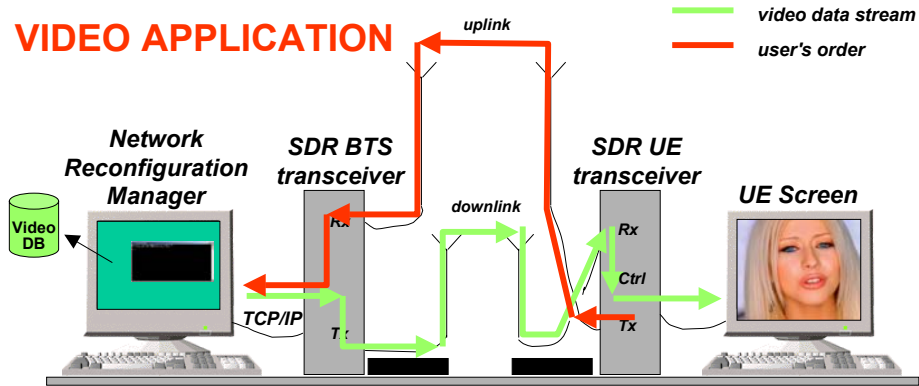 VIDEO APPLICATION
uplink
video data stream
user's order
Network
Reconfiguration
Manager
SDR BTS
transceiver
SDR UE
transceiver
UE Screen
Video
DB
downlink
Rx
Rx
Ctrl
TCP/IP
Tx
Tx